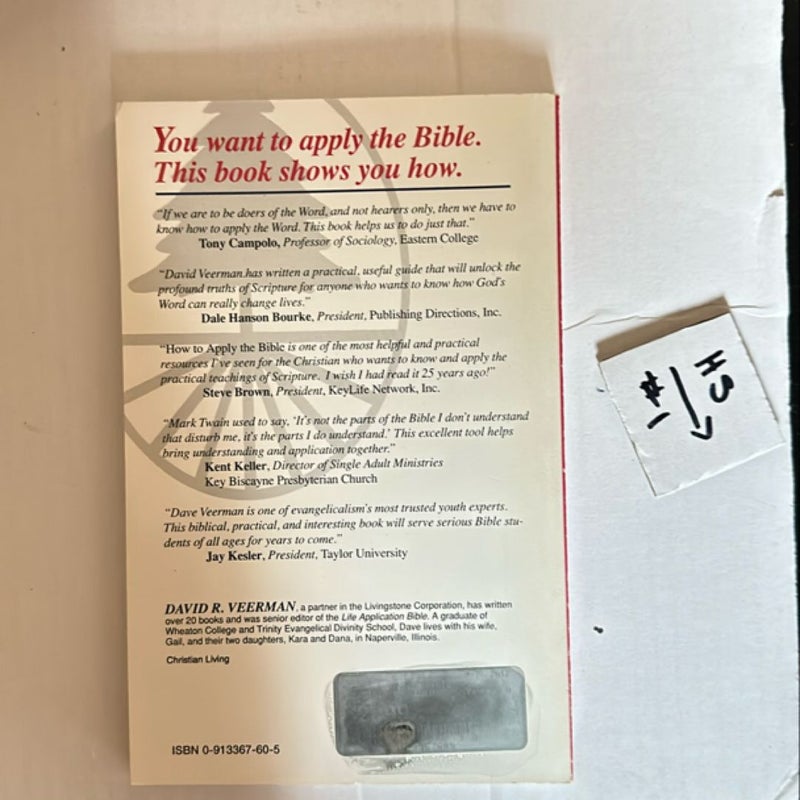 You want to apply the Bible.
This book shows you how.
“If we are to be doers of the Word, and not hearers only, then we have to
know how to apply the Word. This book helps us to do just that.”
Tony Campolo, Professor of Sociology, Eastern College
“David Veerman has written a practical, useful guide that will unlock the
profound truths of Scripture for anyone who wants to know how God's
Word can really change lives.”
Dale Hanson Bourke, President, Publishing Directions, Inc.
“How to Apply the Bible is one of the most helpful and practical
resources I've seen for the Christian who wants to know and apply the
practical teachings of Scripture. I wish I had read it 25 years ago!”
Steve Brown, President, KeyLife Network, Inc.
“Mark Twain used to say, ‘It's not the parts of the Bible I don't understand
that disturb me, it's the parts I do understand.’ This excellent tool helps
bring understanding and application together.”
Kent Keller, Director of Single Adult Ministries
Key Biscayne Presbyterian Church
“Dave Veerman is one of evangelicalism's most trusted youth experts.
This biblical, practical, and interesting book will serve serious Bible stu-
dents of all ages for years to come.”
Jay Kesler, President, Taylor University
DAVID R. VEERMAN, a partner in the Livingstone Corporation, has written
over 20 books and was senior editor of the Life Application Bible. A graduate of
Wheaton College and Trinity Evangelical Divinity School, Dave lives with his wife,
Gail, and their two daughters, Kara and Dana, in Naperville, Illinois.
Christian Living
ISBN 0-913367-60-5
HS
#1